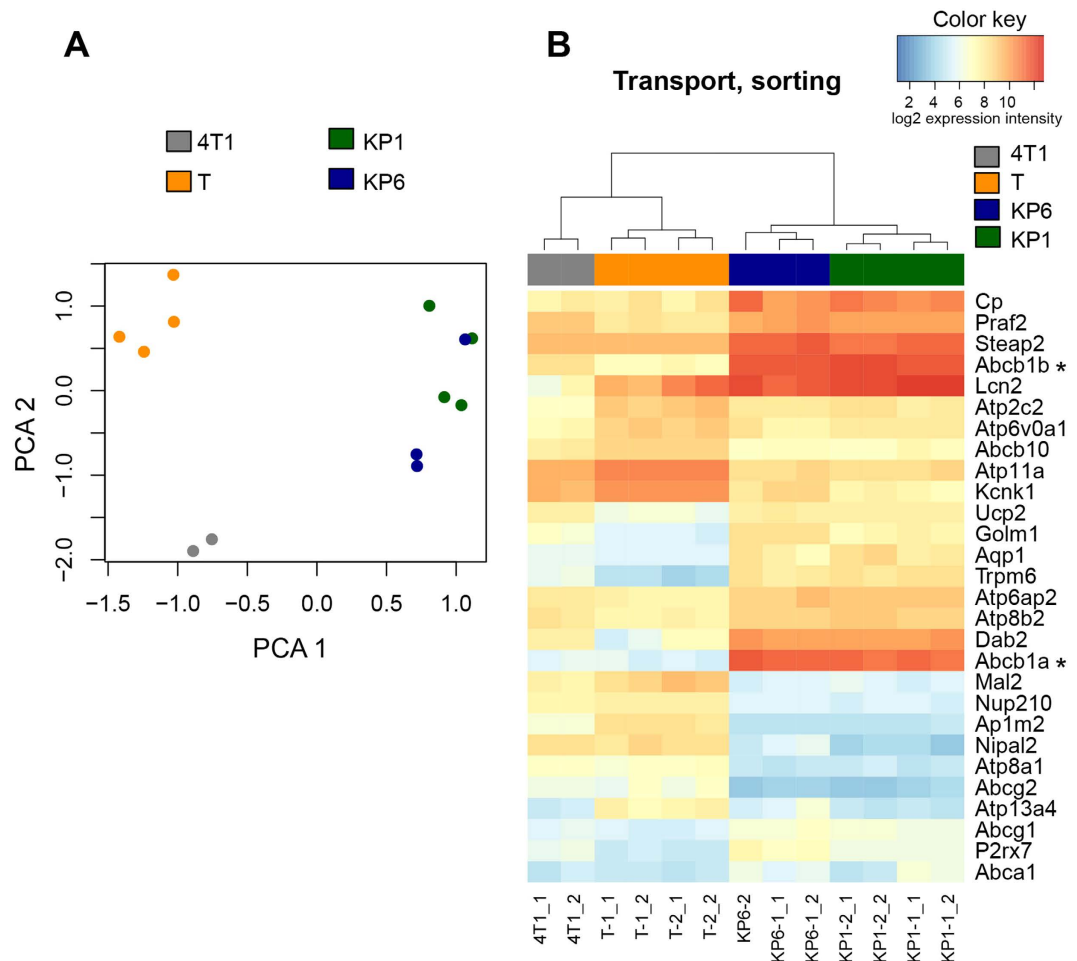 A
4T1
KP1
T
KP6
PCA 2
1.0
0.0
−1.0
−2.0
−1.5
−1.0
−0.5
0.0
0.5
1.0
PCA 1
B
Transport, sorting
Color key
2 4 6 8 10
log2 expression intensity
4T1
T
KP6
KP1
Cp
Praf2
Steap2
Abcb1b *
Lcn2
Atp2c2
Atp6v0a1
Abcb10
Atp11a
Kcnk1
Ucp2
Golm1
Aqp1
Trpm6
Atp6ap2
Atp8b2
Dab2
Abcb1a *
Mal2
Nup210
Ap1m2
Nipal2
Atp8a1
Abcg2
Atp13a4
Abcg1
P2rx7
Abca1
4T1_1
4T1_2
T-1_1
T-1_2
T-2_1
T-2_2
KP6-2
KP6-1_1
KP6-1_2
KP1-2_1
KP1-2_2
KP1-1_1
KP1-1_2